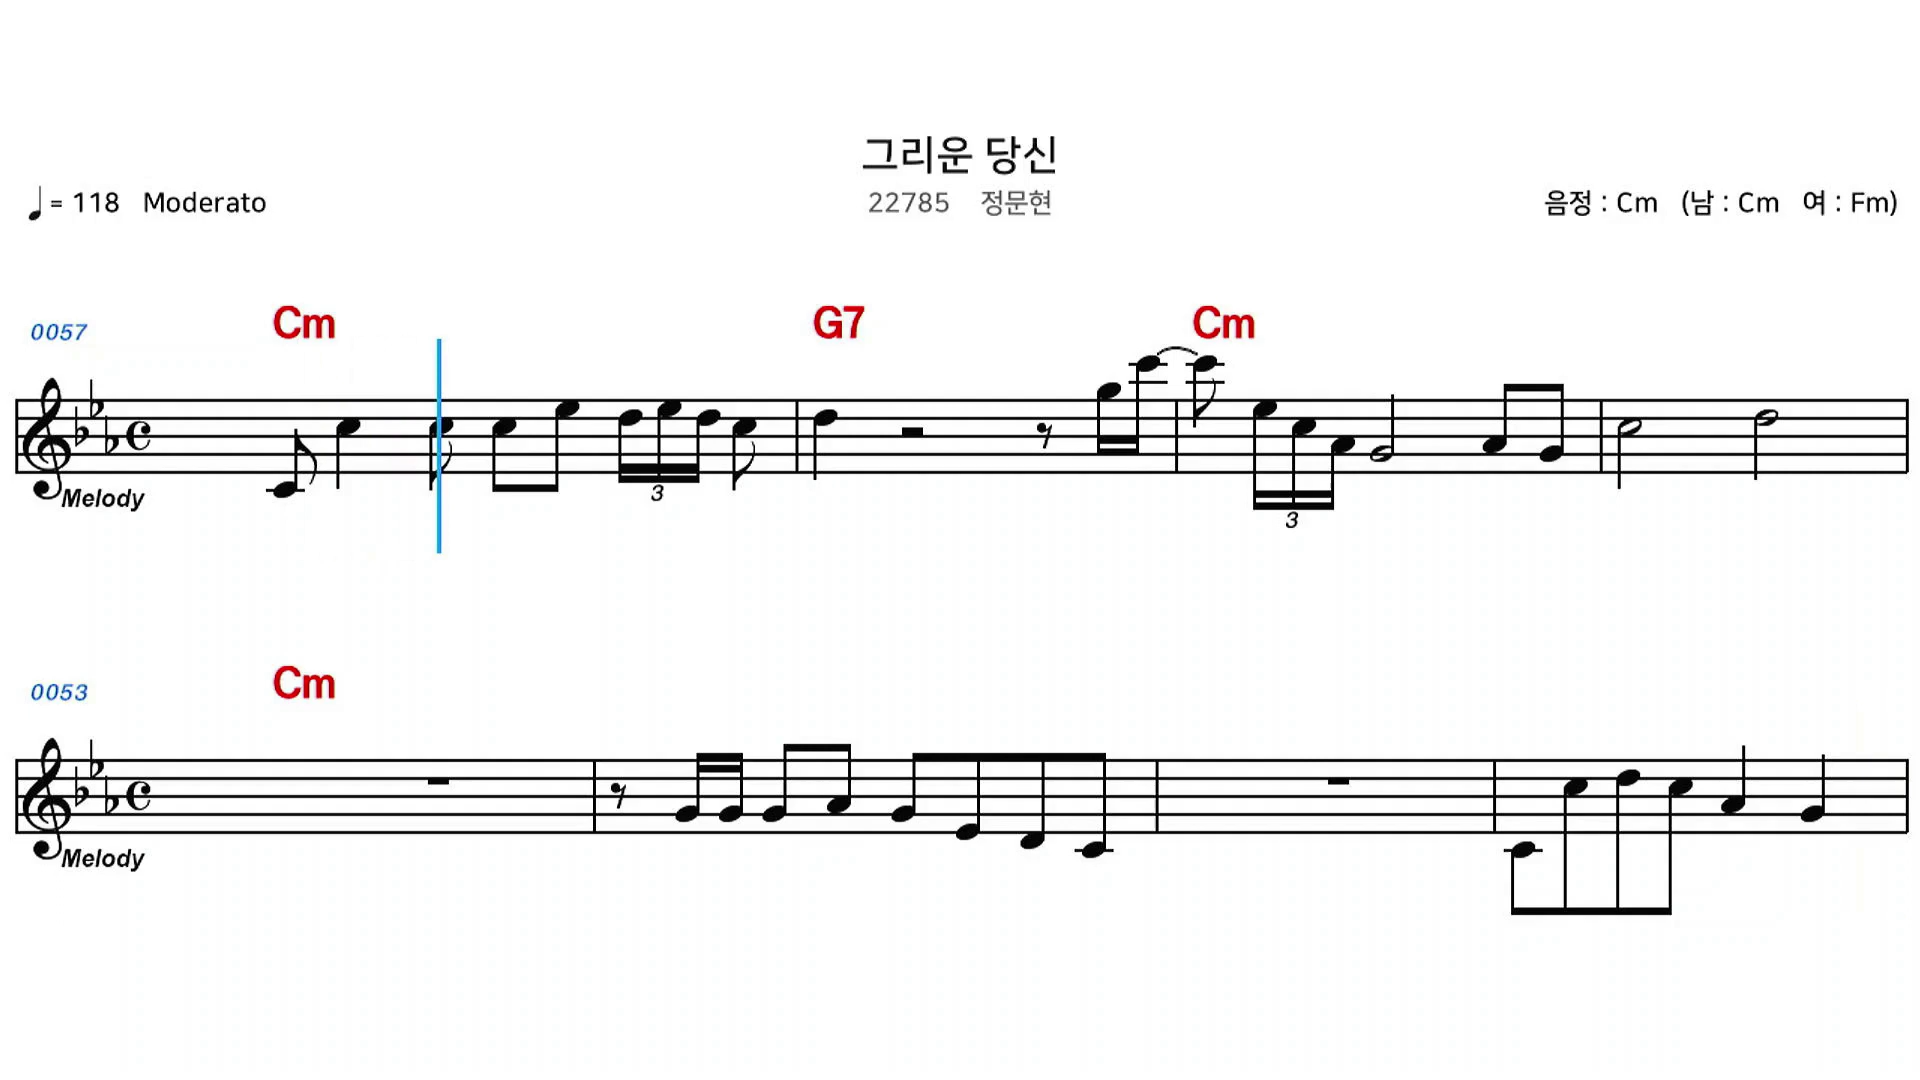 그리운 당신
♩= 118 Moderato
22785 정문현
음정 : Cm (남 : Cm 여 : Fm)
0057 Cm G7 Cm
Melody
3
3
0053 Cm
Melody